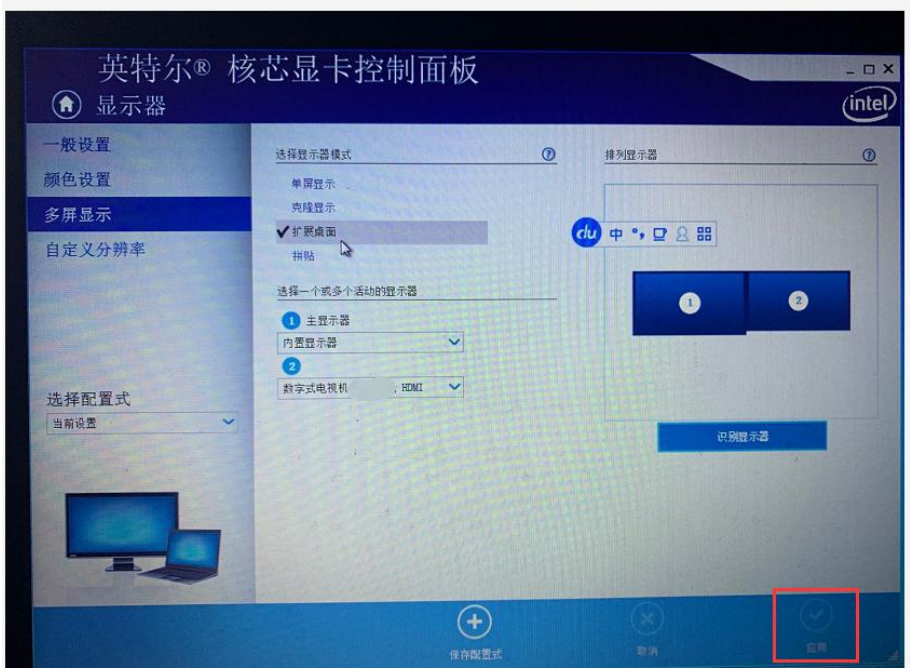 英特尔® 核芯显卡控制面板
显示器
intel
一般设置
颜色设置
多屏显示
自定义分辨率
选择配置式
当前设置
选择显示器模式
单屏显示
克隆显示
扩展桌面
拼贴
选择一个或多个活动的显示器
1 主显示器
内置显示器
2
数字式电视机 , HDMI
排列显示器
du 中
1
2
识别显示器
保存配置式
取消
应用